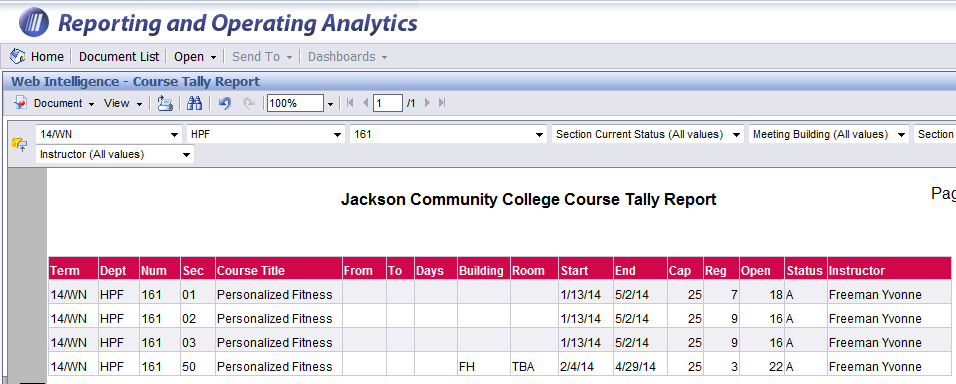 Reporting and Operating Analytics
Home Document List Open Send To Dashboards
Web Intelligence - Course Tally Report
Document View 100% 1 /1
14/WN HPF 161 Section Current Status (All values) Meeting Building (All values) Section
Instructor (All values)
Jackson Community College Course Tally Report Pag
Term Dept Num Sec Course Title From To Days Building Room Start End Cap Reg Open Status Instructor
14/WN HPF 161 01 Personalized Fitness 1/13/14 5/2/14 25 7 18 A Freeman Yvonne
14/WN HPF 161 02 Personalized Fitness 1/13/14 5/2/14 25 9 16 A Freeman Yvonne
14/WN HPF 161 03 Personalized Fitness 1/13/14 5/2/14 25 9 16 A Freeman Yvonne
14/WN HPF 161 50 Personalized Fitness FH TBA 2/4/14 4/29/14 25 3 22 A Freeman Yvonne